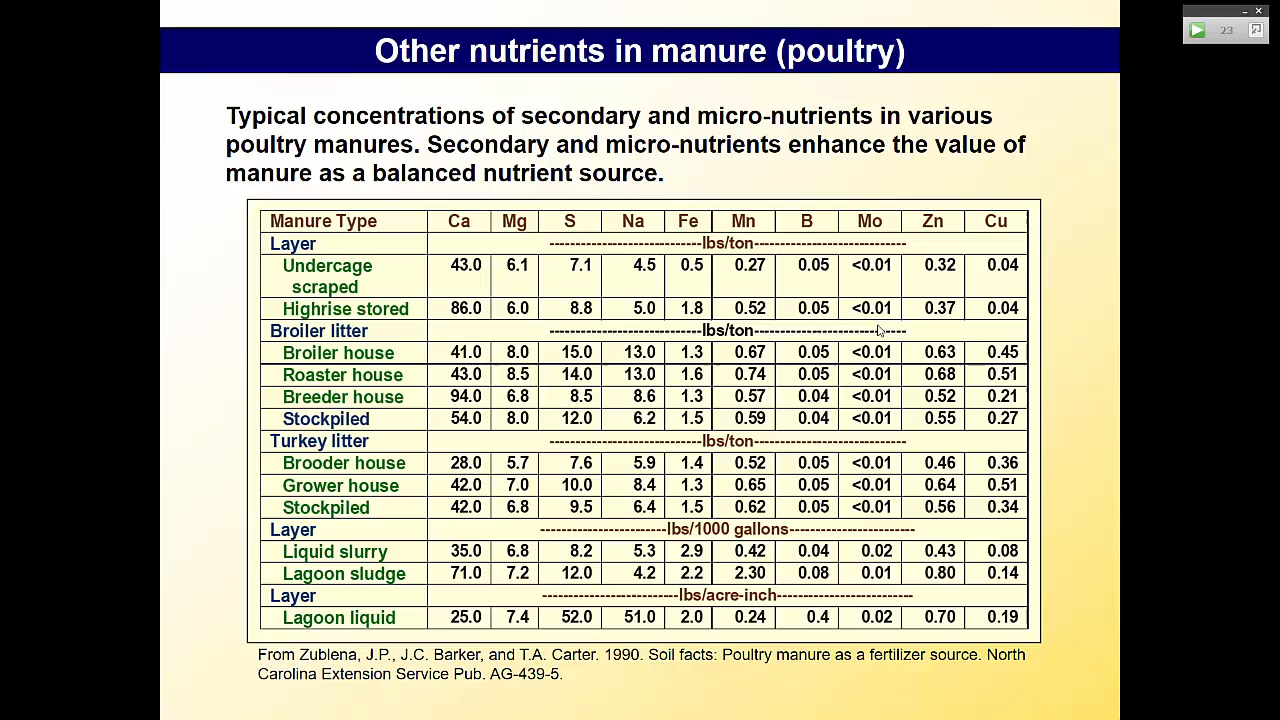 23
Other nutrients in manure (poultry)
Typical concentrations of secondary and micro-nutrients in various
poultry manures. Secondary and micro-nutrients enhance the value of
manure as a balanced nutrient source.
Manure Type Ca Mg S Na Fe Mn B Mo Zn Cu
Layer ----------------------------lbs/ton-----------------------------
Undercage 43.0 6.1 7.1 4.5 0.5 0.27 0.05 <0.01 0.32 0.04
scraped
Highrise stored 86.0 6.0 8.8 5.0 1.8 0.52 0.05 <0.01 0.37 0.04
Broiler litter ----------------------------lbs/ton-----------------------------
Broiler house 41.0 8.0 15.0 13.0 1.3 0.67 0.05 <0.01 0.63 0.45
Roaster house 43.0 8.5 14.0 13.0 1.6 0.74 0.05 <0.01 0.68 0.51
Breeder house 94.0 6.8 8.5 8.6 1.3 0.57 0.04 <0.01 0.52 0.21
Stockpiled 54.0 8.0 12.0 6.2 1.5 0.59 0.04 <0.01 0.55 0.27
Turkey litter ----------------------------lbs/ton-----------------------------
Brooder house 28.0 5.7 7.6 5.9 1.4 0.52 0.05 <0.01 0.46 0.36
Grower house 42.0 7.0 10.0 8.4 1.3 0.65 0.05 <0.01 0.64 0.51
Stockpiled 42.0 6.8 9.5 6.4 1.5 0.62 0.05 <0.01 0.56 0.34
Layer ------------------------lbs/1000 gallons------------------------
Liquid slurry 35.0 6.8 8.2 5.3 2.9 0.42 0.04 0.02 0.43 0.08
Lagoon sludge 71.0 7.2 12.0 4.2 2.2 2.30 0.08 0.01 0.80 0.14
Layer --------------------------lbs/acre-inch--------------------------
Lagoon liquid 25.0 7.4 52.0 51.0 2.0 0.24 0.4 0.02 0.70 0.19
From Zublena, J.P., J.C. Barker, and T.A. Carter. 1990. Soil facts: Poultry manure as a fertilizer source. North
Carolina Extension Service Pub. AG-439-5.